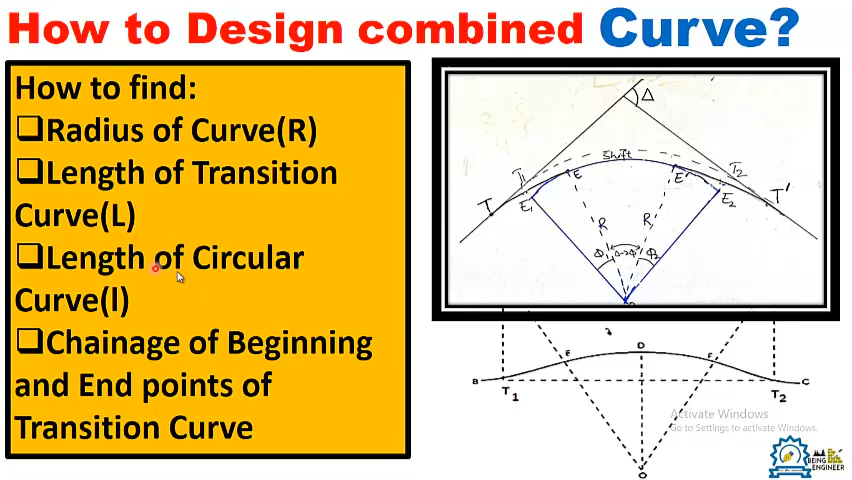 How to Design combined Curve?
How to find:
❑Radius of Curve(R)
❑Length of Transition
Curve(L)
❑Length of Circular
Curve(l)
❑Chainage of Beginning
and End points of
Transition Curve
Δ
Shift
T1
T2
E
E'
T
E1
E2
T'
R
R
Φ
Δ-2Φ
Φ2
D
E
F
B
C
T1
T2
O
Activate Windows
Go to Settings to activate Windows.
BEING
ENGINEER